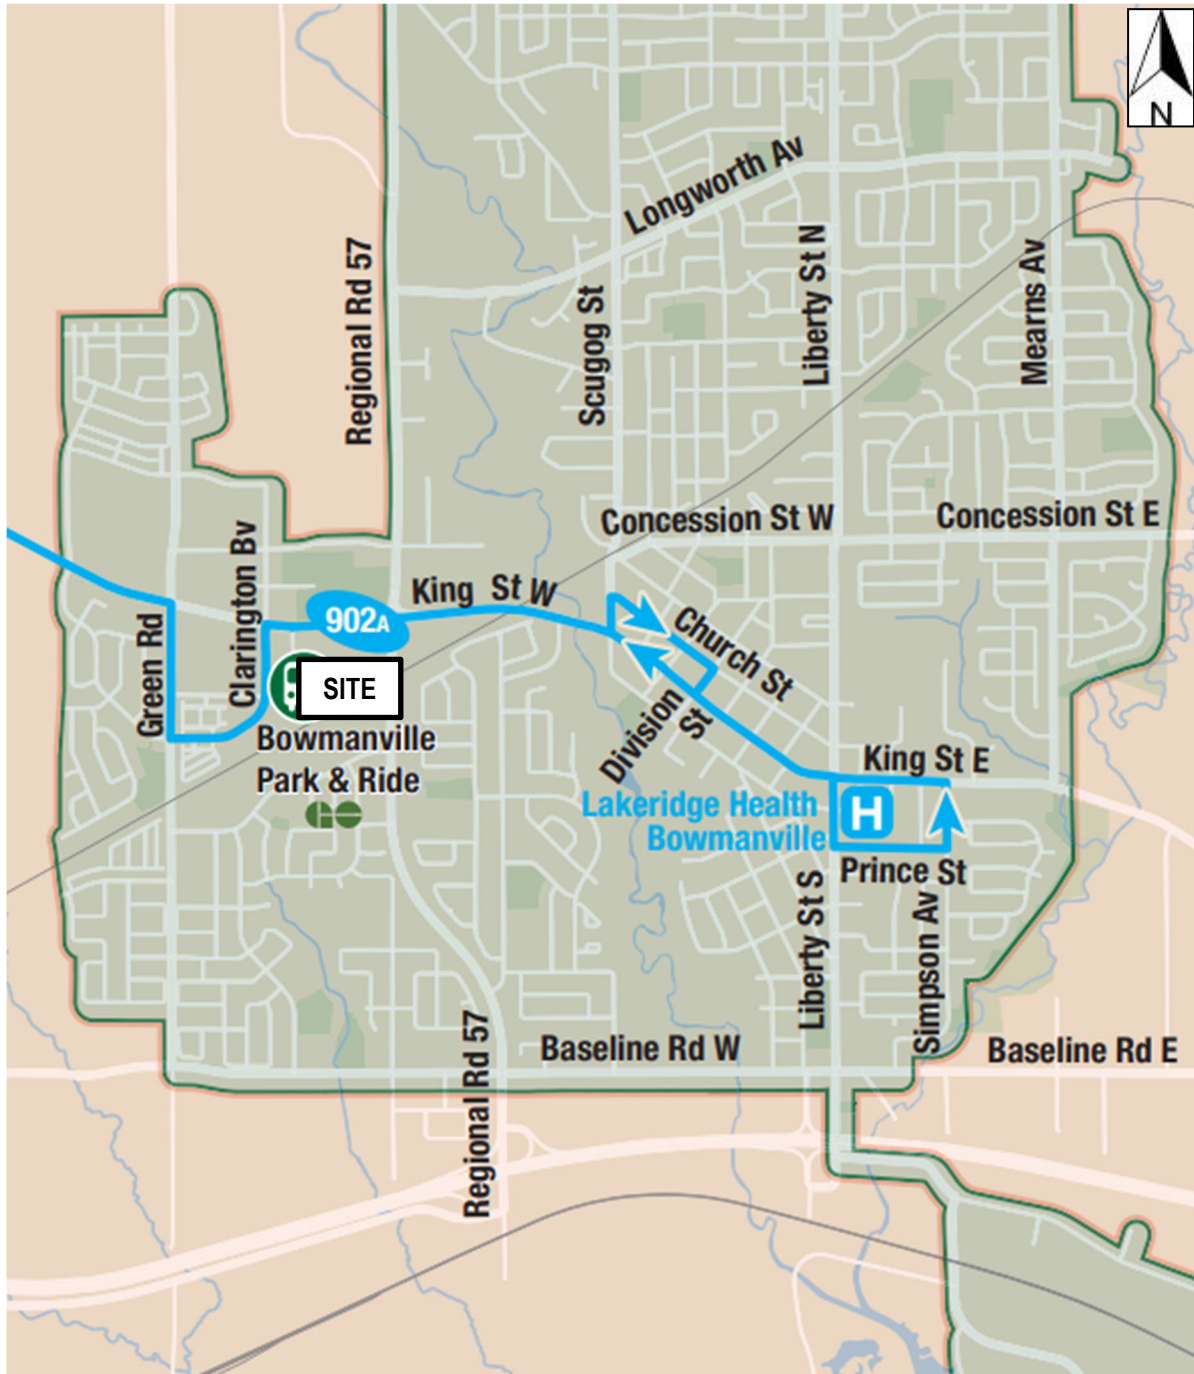 N
Longworth Av
Regional Rd 57
Scugog St
Liberty St N
Mearns Av
Concession St W
Concession St E
Clarington Bv
King St W
902A
Green Rd
Church St
SITE
Bowmanville
Park & Ride
Division
St
King St E
Lakeridge Health
Bowmanville
H
Prince St
Liberty St S
Simpson Av
Regional Rd 57
Baseline Rd W
Baseline Rd E